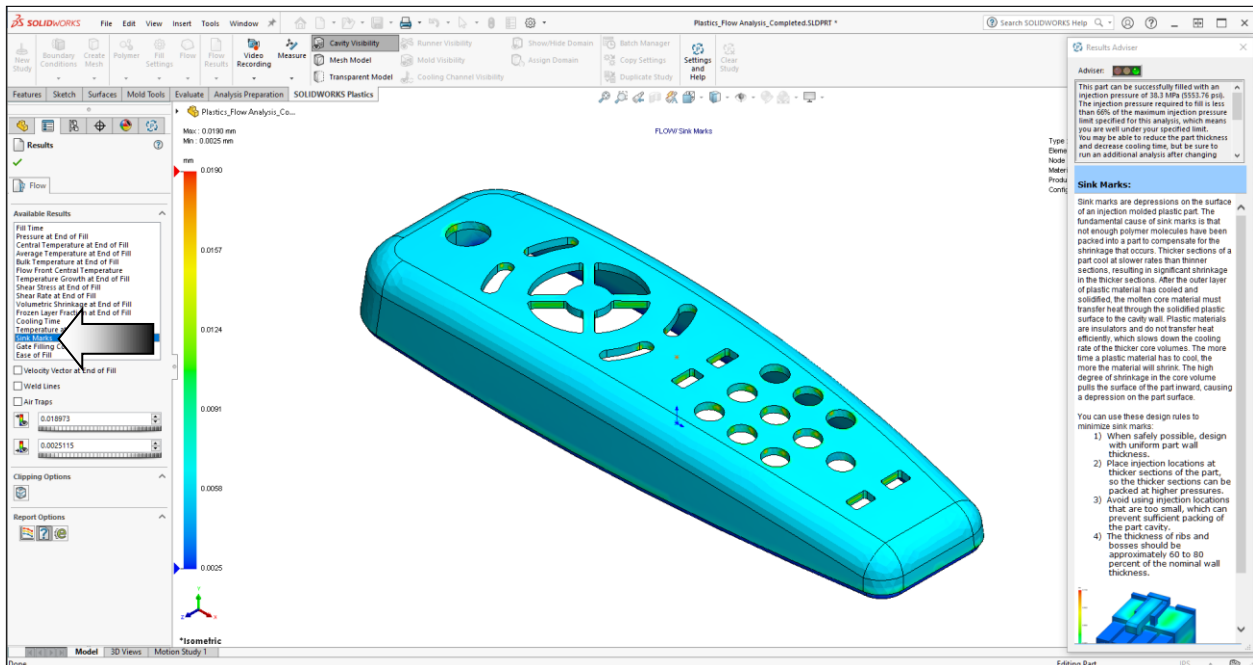 SOLIDWORKS File Edit View Insert Tools Window Plastics_Flow Analysis_Completed.SLDPRT * Search SOLIDWORKS Help
New Study
Boundary Conditions
Create Mesh
Polymer
Fill Settings
Flow
Flow Results
Video Recording
Measure
Cavity Visibility
Mesh Model
Transparent Model
Runner Visibility
Mold Visibility
Cooling Channel Visibility
Show/Hide Domain
Assign Domain
Batch Manager
Copy Settings
Duplicate Study
Settings and Help
Clear Study
Features Sketch Surfaces Mold Tools Evaluate Analysis Preparation SOLIDWORKS Plastics
Results
Flow
Available Results
Fill Time
Pressure at End of Fill
Central Temperature at End of Fill
Average Temperature at End of Fill
Bulk Temperature at End of Fill
Flow Front Central Temperature
Temperature Growth at End of Fill
Shear Stress at End of Fill
Shear Rate at End of Fill
Volumetric Shrinkage at End of Fill
Frozen Layer Fraction at End of Fill
Cooling Time
Temperature at
Sink Marks
Gate Filling Co
Ease of Fill
Velocity Vector at End of Fill
Weld Lines
Air Traps
0.018973
0.0025115
Clipping Options
Report Options
Plastics_Flow Analysis_Co...
Max : 0.0190 mm
Min : 0.0025 mm
mm
0.0190
0.0157
0.0124
0.0091
0.0058
0.0025
FLOW/ Sink Marks
Type
Eleme
Node
Materi
Produ
Config
Y
Z
X
*Isometric
Results Adviser
Adviser:
This part can be successfully filled with an
injection pressure of 38.3 MPa (5553.76 psi).
The injection pressure required to fill is less
than 66% of the maximum injection pressure
limit specified for this analysis, which means
you are well under your specified limit.
You may be able to reduce the part thickness
and decrease cooling time, but be sure to
run an additional analysis after changing
Sink Marks:
Sink marks are depressions on the surface
of an injection molded plastic part. The
fundamental cause of sink marks is that
not enough polymer molecules have been
packed into a part to compensate for the
shrinkage that occurs. Thicker sections of a
part cool at slower rates than thinner
sections, resulting in significant shrinkage
in the thicker sections. After the outer layer
of plastic material has cooled and
solidified, the molten core material must
transfer heat through the solidified plastic
surface to the cavity wall. Plastic materials
are insulators and do not transfer heat
efficiently, which slows down the cooling
rate of the thicker core volumes. The more
time a plastic material has to cool, the
more the material will shrink. The high
degree of shrinkage in the core volume
pulls the surface of the part inward, causing
a depression on the part surface.
You can use these design rules to
minimize sink marks:
1) When safely possible, design
with uniform part wall
thickness.
2) Place injection locations at
thicker sections of the part,
so the thicker sections can be
packed at higher pressures.
3) Avoid using injection locations
that are too small, which can
prevent sufficient packing of
the part cavity.
4) The thickness of ribs and
bosses should be
approximately 60 to 80
percent of the nominal wall
thickness.
Model 3D Views Motion Study 1
Done Editing Part IPS